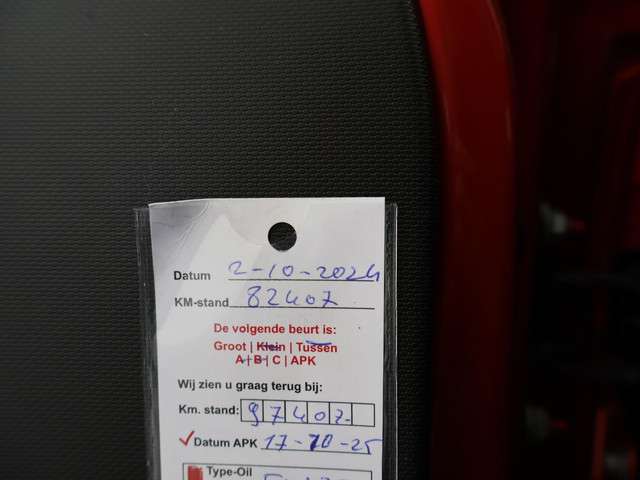 Datum 2-10-2024
KM-stand 82407
De volgende beurt is:
Groot | Klein | Tussen
A | B | C | APK
Wij zien u graag terug bij:
Km. stand: 97407
Datum APK 17-10-25
Type-Oil